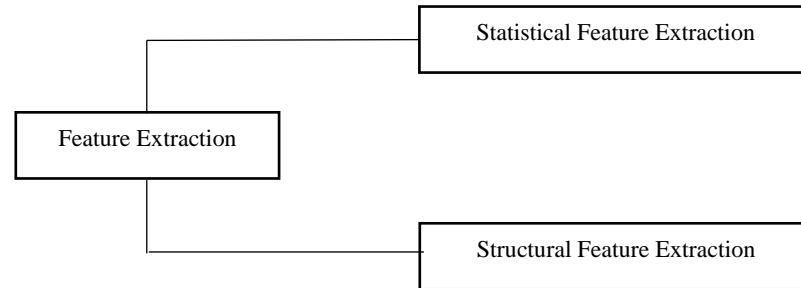 Statistical Feature Extraction
Feature Extraction
Structural Feature Extraction